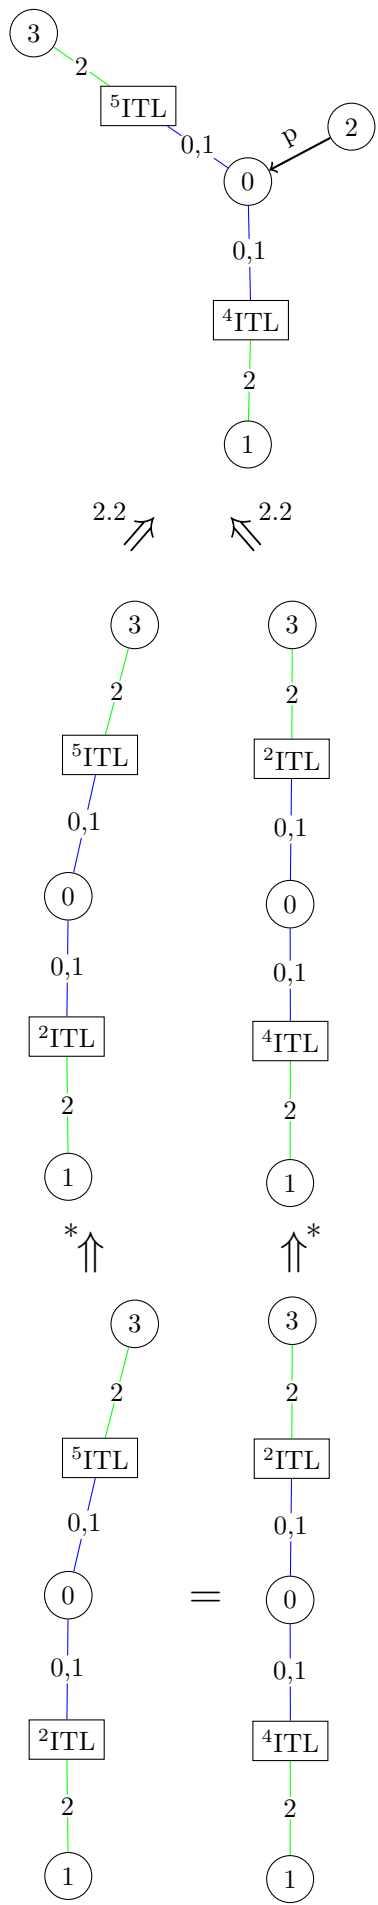 3
2
⁵ITL
p
2
0,1
0
0,1
⁴ITL
2
1
2.2 ⇗ ⇖ 2.2
3 3
2 2
⁵ITL ²ITL
0,1 0,1
0 0
0,1 0,1
²ITL ⁴ITL
2 2
1 1
*⇑ ⇑*
3 3
2 2
⁵ITL ²ITL
0,1 0,1
0 = 0
0,1 0,1
²ITL ⁴ITL
2 2
1 1